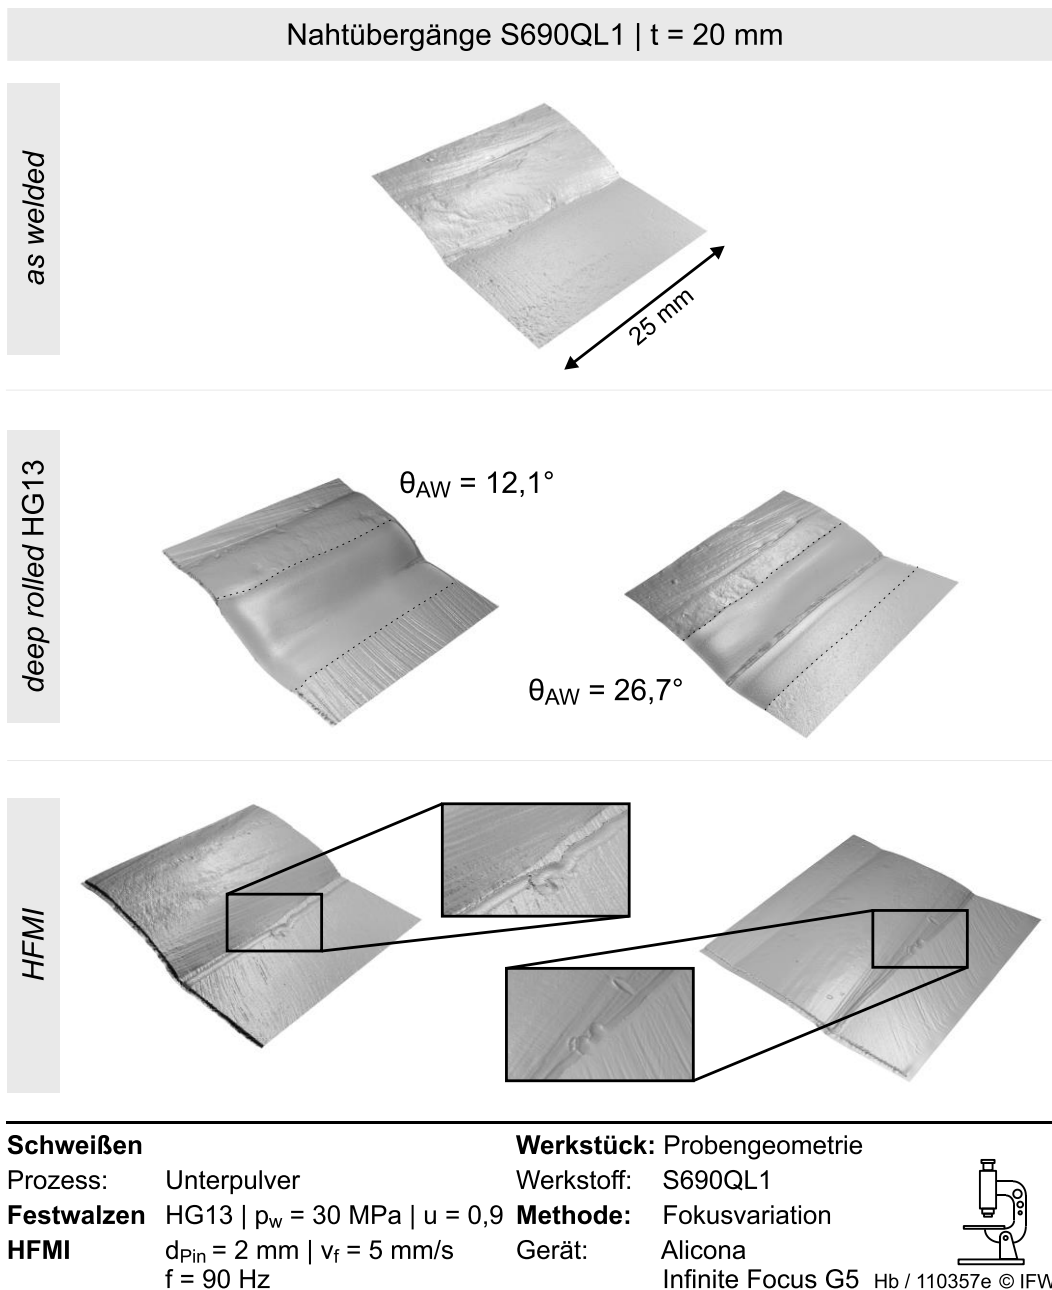 Nahtübergänge S690QL1 | t = 20 mm
as welded
25 mm
deep rolled HG13
θAW = 12,1°
θAW = 26,7°
HFMI
Schweißen
Prozess: Unterpulver
Festwalzen HG13 | pw = 30 MPa | u = 0,9
HFMI dPin = 2 mm | vf = 5 mm/s
f = 90 Hz
Werkstück: Probengeometrie
Werkstoff: S690QL1
Methode: Fokusvariation
Gerät: Alicona
Infinite Focus G5
Hb / 110357e © IFW